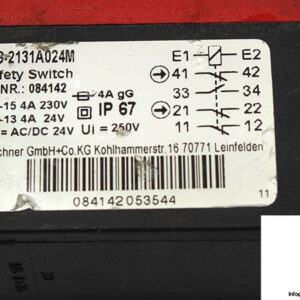 -2131A024M
fety Switch
NR.: 084142
4A gG
-15 4A 230V
IP 67
-13 4A 24V
= AC/DC 24V Ui = 250V
chner GmbH+Co.KG Kohlhammerstr.16 70771 Leinfelden
084142053544
11
E1 E2
41 42
33 34
21 22
11 12